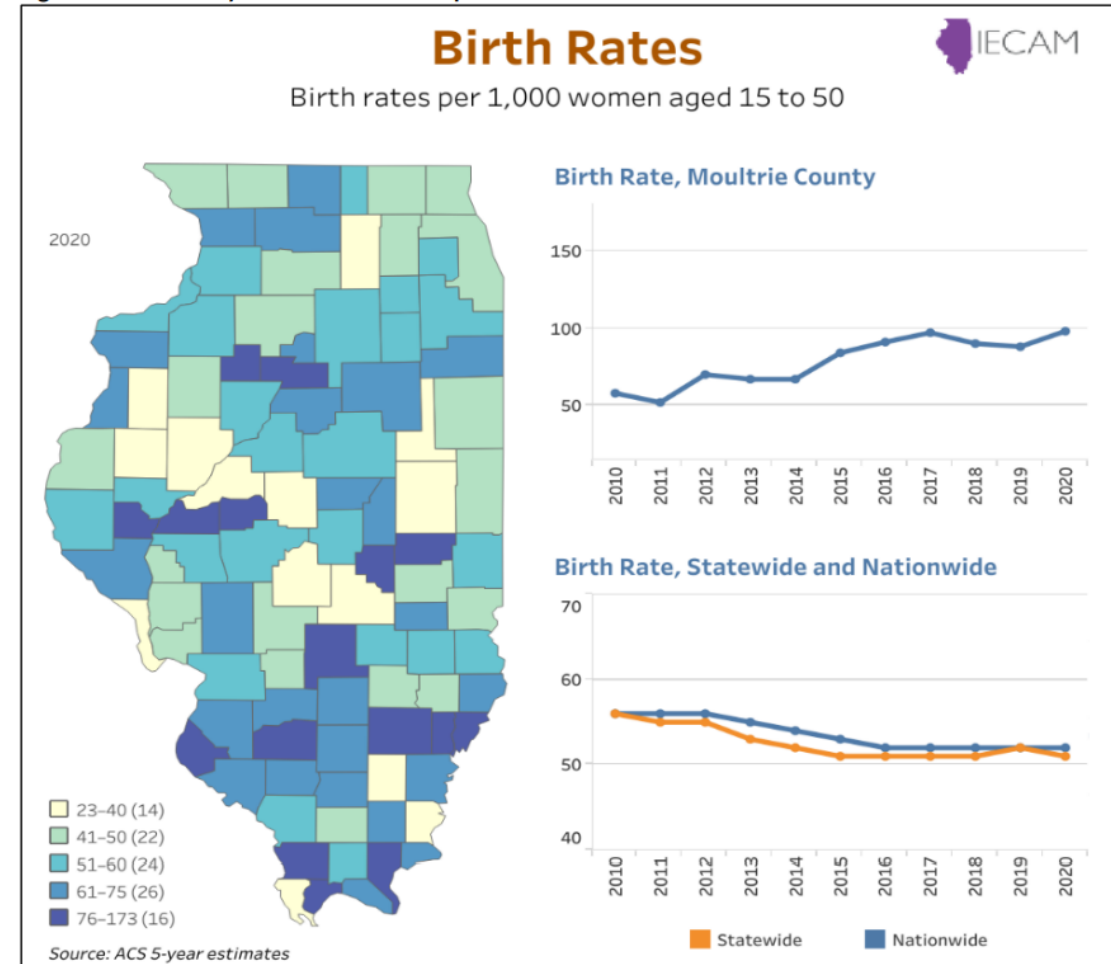 Birth Rates
IECAM
Birth rates per 1,000 women aged 15 to 50
2020
23–40 (14)
41–50 (22)
51–60 (24)
61–75 (26)
76–173 (16)
Source: ACS 5-year estimates
Birth Rate, Moultrie County
150
100
50
2010 2011 2012 2013 2014 2015 2016 2017 2018 2019 2020
Birth Rate, Statewide and Nationwide
70
60
50
40
2010 2011 2012 2013 2014 2015 2016 2017 2018 2019 2020
Statewide Nationwide